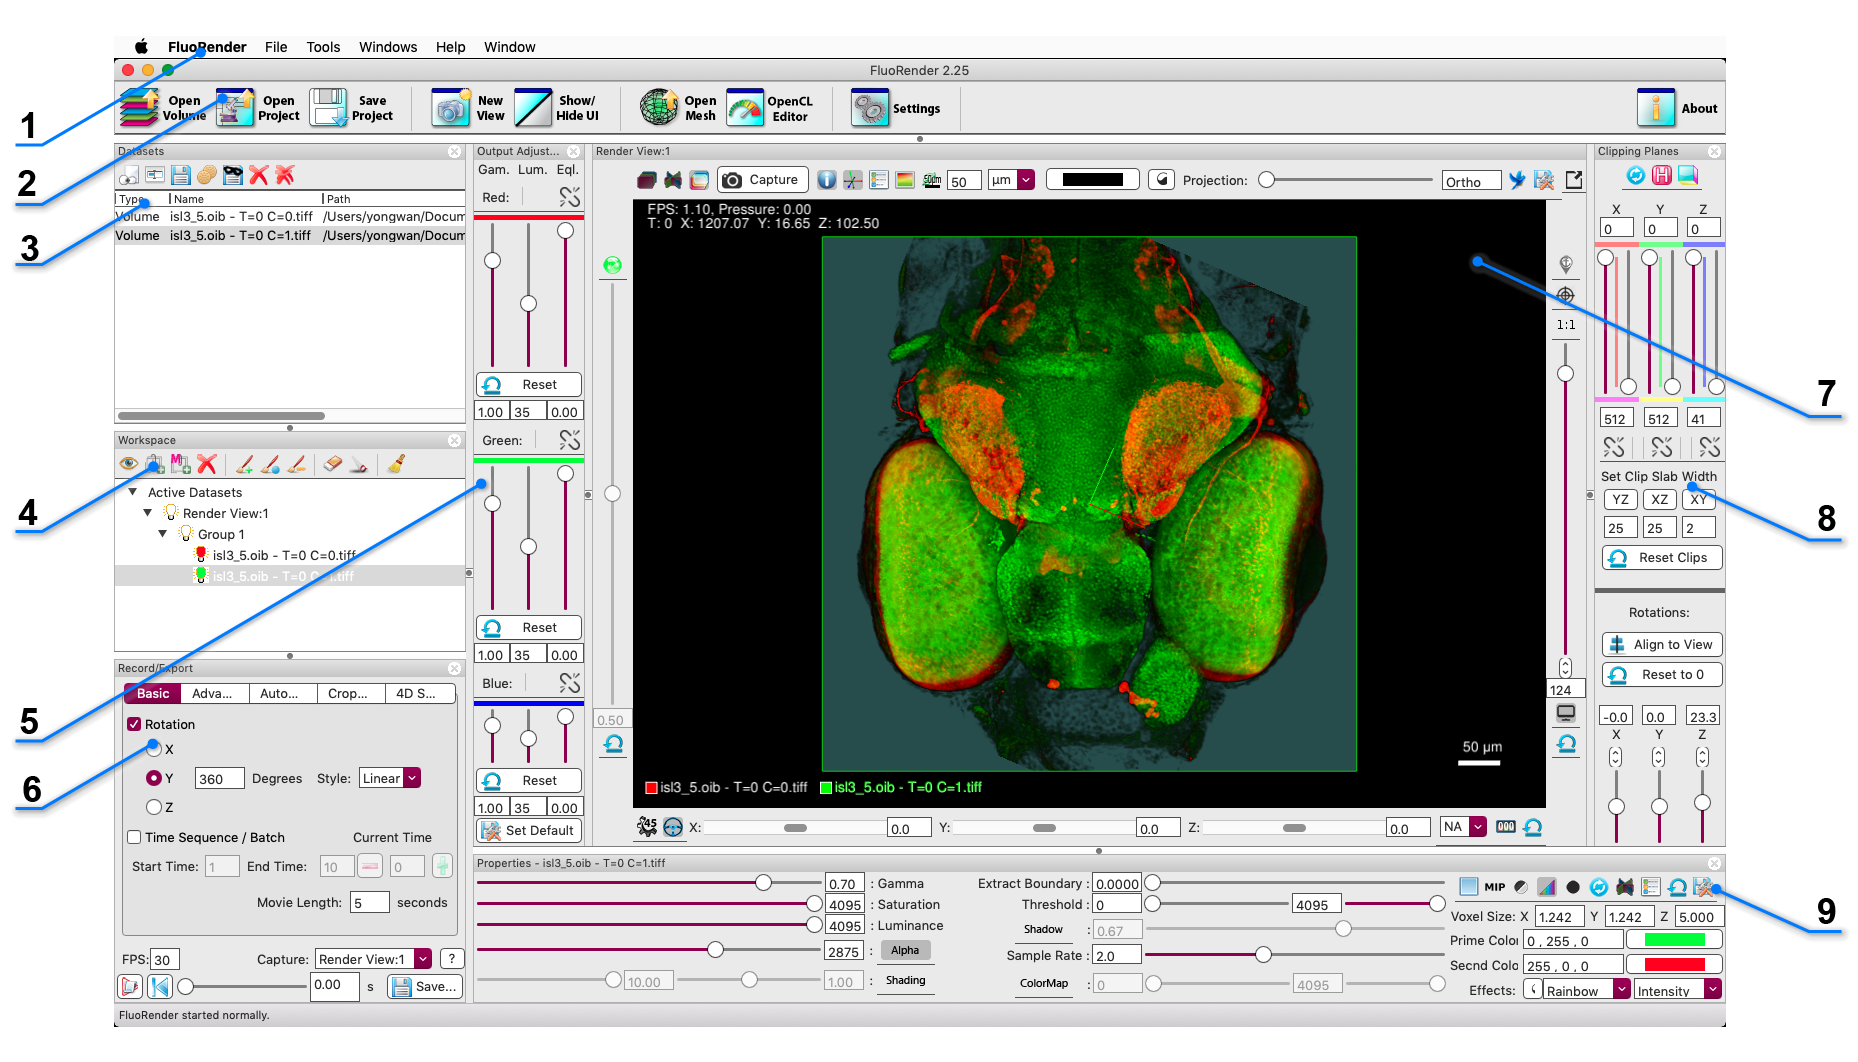 FluoRender File Tools Windows Help Window
FluoRender 2.25
Open Volume
Open Project
Save Project
New View
Show/ Hide UI
Open Mesh
OpenCL Editor
Settings
About
1
2
3
4
5
6
7
8
9
Datasets
Type Name Path
Volume isl3_5.oib - T=0 C=0.tiff /Users/yongwan/Docum
Volume isl3_5.oib - T=0 C=1.tiff /Users/yongwan/Docum
Workspace
Active Datasets
Render View:1
Group 1
isl3_5.oib - T=0 C=0.tiff
isl3_5.oib - T=0 C=1.tiff
Record/Export
Basic Adva... Auto... Crop... 4D S...
Rotation
X
Y 360 Degrees Style: Linear
Z
Time Sequence / Batch Current Time
Start Time: 1 End Time: 10 0
Movie Length: 5 seconds
FPS: 30 Capture: Render View:1 ?
0.00 s Save...
FluoRender started normally.
Output Adjust...
Gam. Lum. Eql.
Red:
Reset
1.00 35 0.00
Green:
Reset
1.00 35 0.00
Blue:
Reset
1.00 35 0.00
Set Default
Render View:1
Capture 50µm 50 µm Projection: Ortho
FPS: 1.10, Pressure: 0.00
T: 0 X: 1207.07 Y: 16.65 Z: 102.50
0.50
1:1
124
50 µm
isl3_5.oib - T=0 C=0.tiff isl3_5.oib - T=0 C=1.tiff
45 X: 0.0 Y: 0.0 Z: 0.0 NA 000
Clipping Planes
X Y Z
0 0 0
512 512 41
Set Clip Slab Width
YZ XZ XY
25 25 2
Reset Clips
Rotations:
Align to View
Reset to 0
-0.0 0.0 23.3
X Y Z
Properties - isl3_5.oib - T=0 C=1.tiff
0.70 : Gamma
4095 : Saturation
4095 : Luminance
2875 : Alpha
10.00 1.00 : Shading
Extract Boundary : 0.0000
Threshold : 0 4095
Shadow : 0.67
Sample Rate : 2.0
ColorMap : 0 4095
MIP
Voxel Size: X 1.242 Y 1.242 Z 5.000
Prime Color 0 , 255 , 0
Secnd Colo 255 , 0 , 0
Effects: Rainbow Intensity